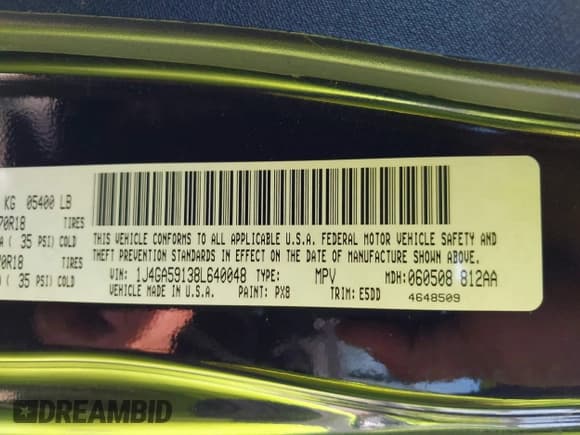 KG 05400 LB
70R18 TIRES
A( 35 PSI) COLD
70R18 TIRES
A( 35 PSI) COLD
THIS VEHICLE CONFORMS TO ALL APPLICABLE U.S.A. FEDERAL MOTOR VEHICLE SAFETY AND
THEFT PREVENTION STANDARDS IN EFFECT ON THE DATE OF MANUFACTURE SHOWN ABOVE.
VIN: 1J4GA59138L640048 TYPE: MPV MDH: 060508 812AA
VEHICLE MADE IN U.S.A. PAINT: PX8 TRIM: E5DD 4648509
DREAMBID